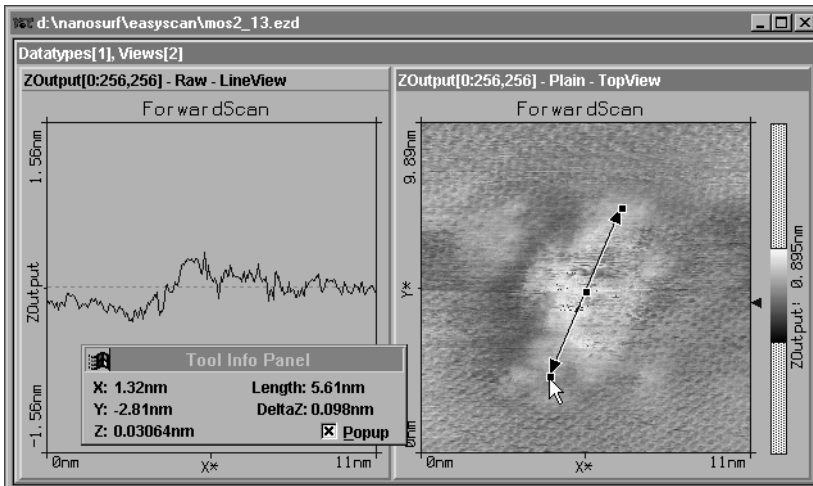 d:\nanosurf\easyscan\mos2_13.ezd
Datatypes[1], Views[2]
ZOutput[0:256,256] - Raw - LineView
ForwardScan
1.56nm
ZOutput
-1.56nm
0nm
X*
11nm
ZOutput[0:256,256] - Plain - TopView
ForwardScan
9.89nm
Y*
0nm
0nm
X*
11nm
ZOutput: 0.895nm
Tool Info Panel
X: 1.32nm Length: 5.61nm
Y: -2.81nm DeltaZ: 0.098nm
Z: 0.03064nm Popup